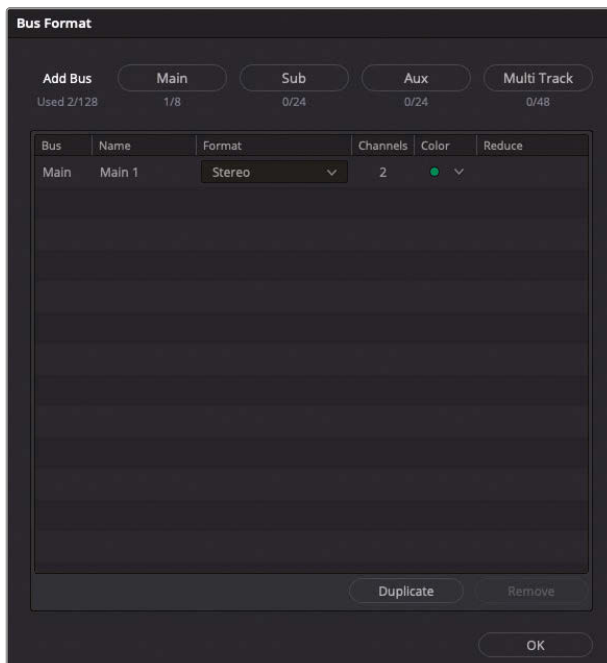 Bus Format
Add Bus Main Sub Aux Multi Track
Used 2/128 1/8 0/24 0/24 0/48
Bus Name Format Channels Color Reduce
Main Main 1 Stereo 2
Duplicate Remove
OK